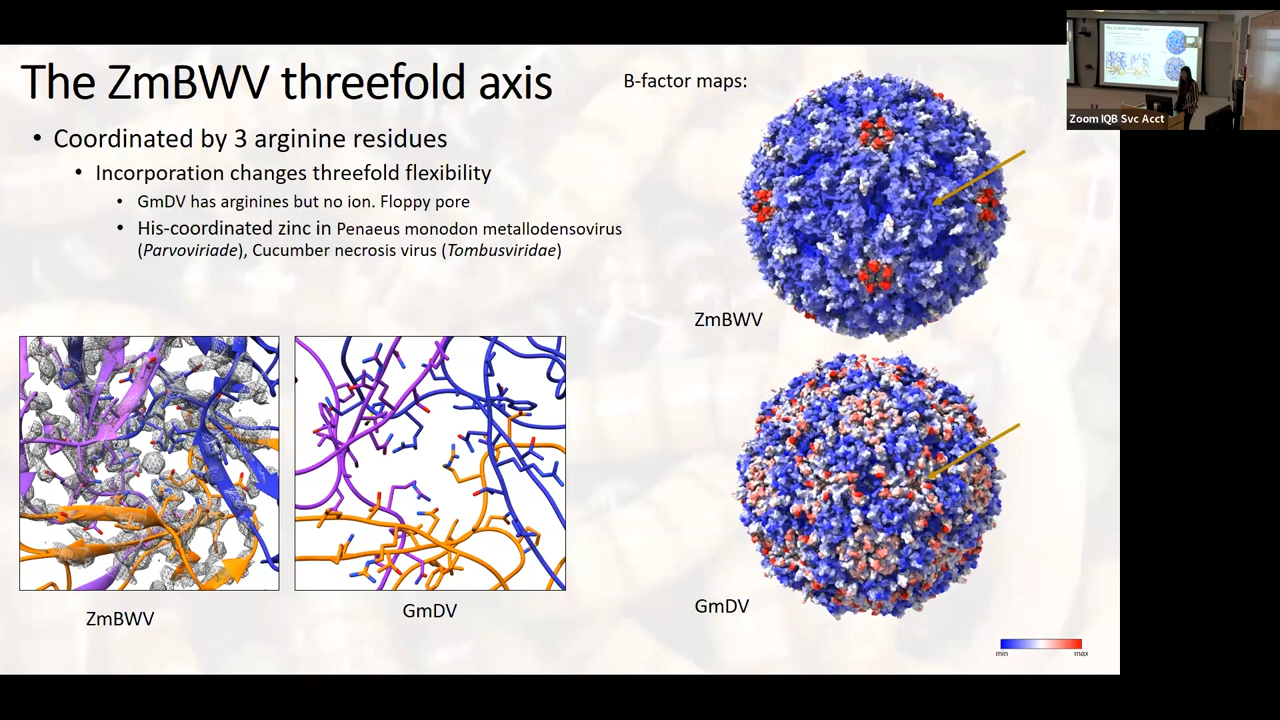 The ZmBWV threefold axis
B-factor maps:
• Coordinated by 3 arginine residues
• Incorporation changes threefold flexibility
• GmDV has arginines but no ion. Floppy pore
• His-coordinated zinc in Penaeus monodon metallodensovirus
(Parvoviriade), Cucumber necrosis virus (Tombusviridae)
ZmBWV
ZmBWV
GmDV
GmDV
min
max
Zoom IQB Svc Acct